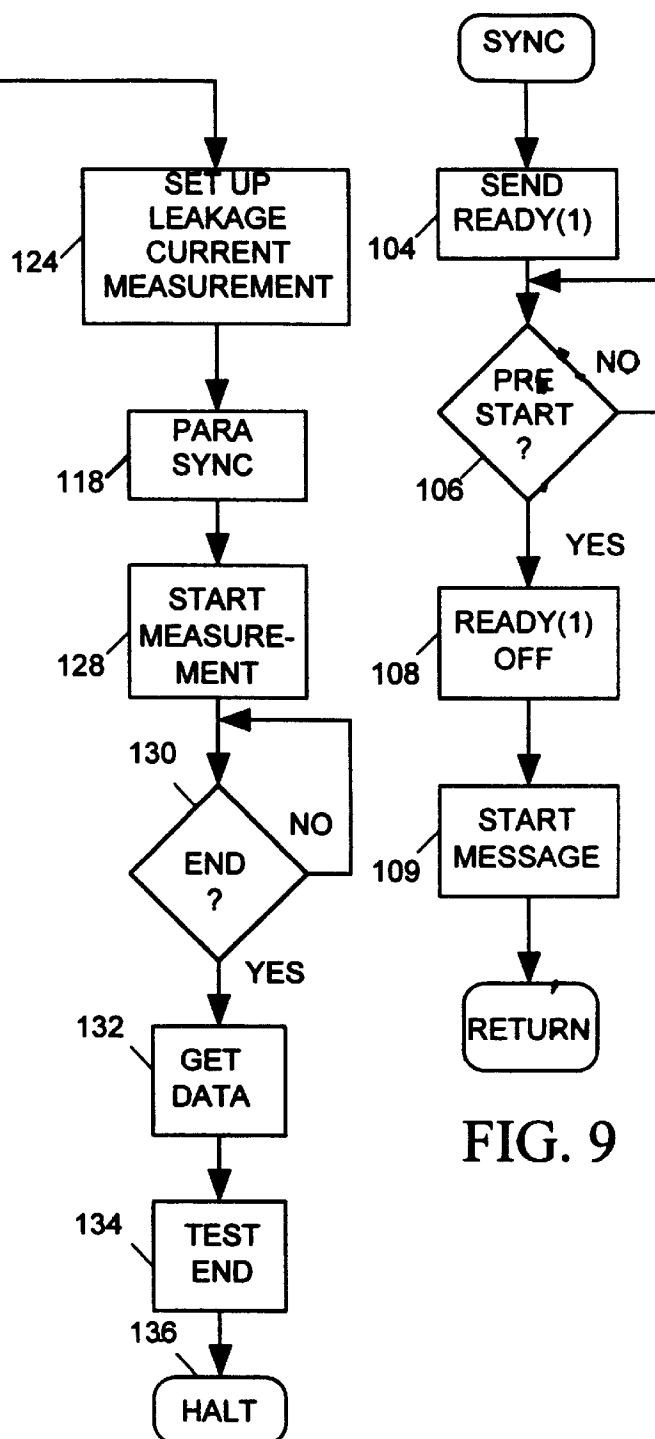 SET UP
LEAKAGE
CURRENT
MEASUREMENT
124
PARA
SYNC
118
START
MEASURE-
MENT
128
130
END
?
NO
YES
132
GET
DATA
134
TEST
END
136
HALT
SYNC
SEND
READY(1)
104
PRE
START
?
NO
106
YES
READY(1)
OFF
108
START
MESSAGE
109
RETURN
FIG. 9